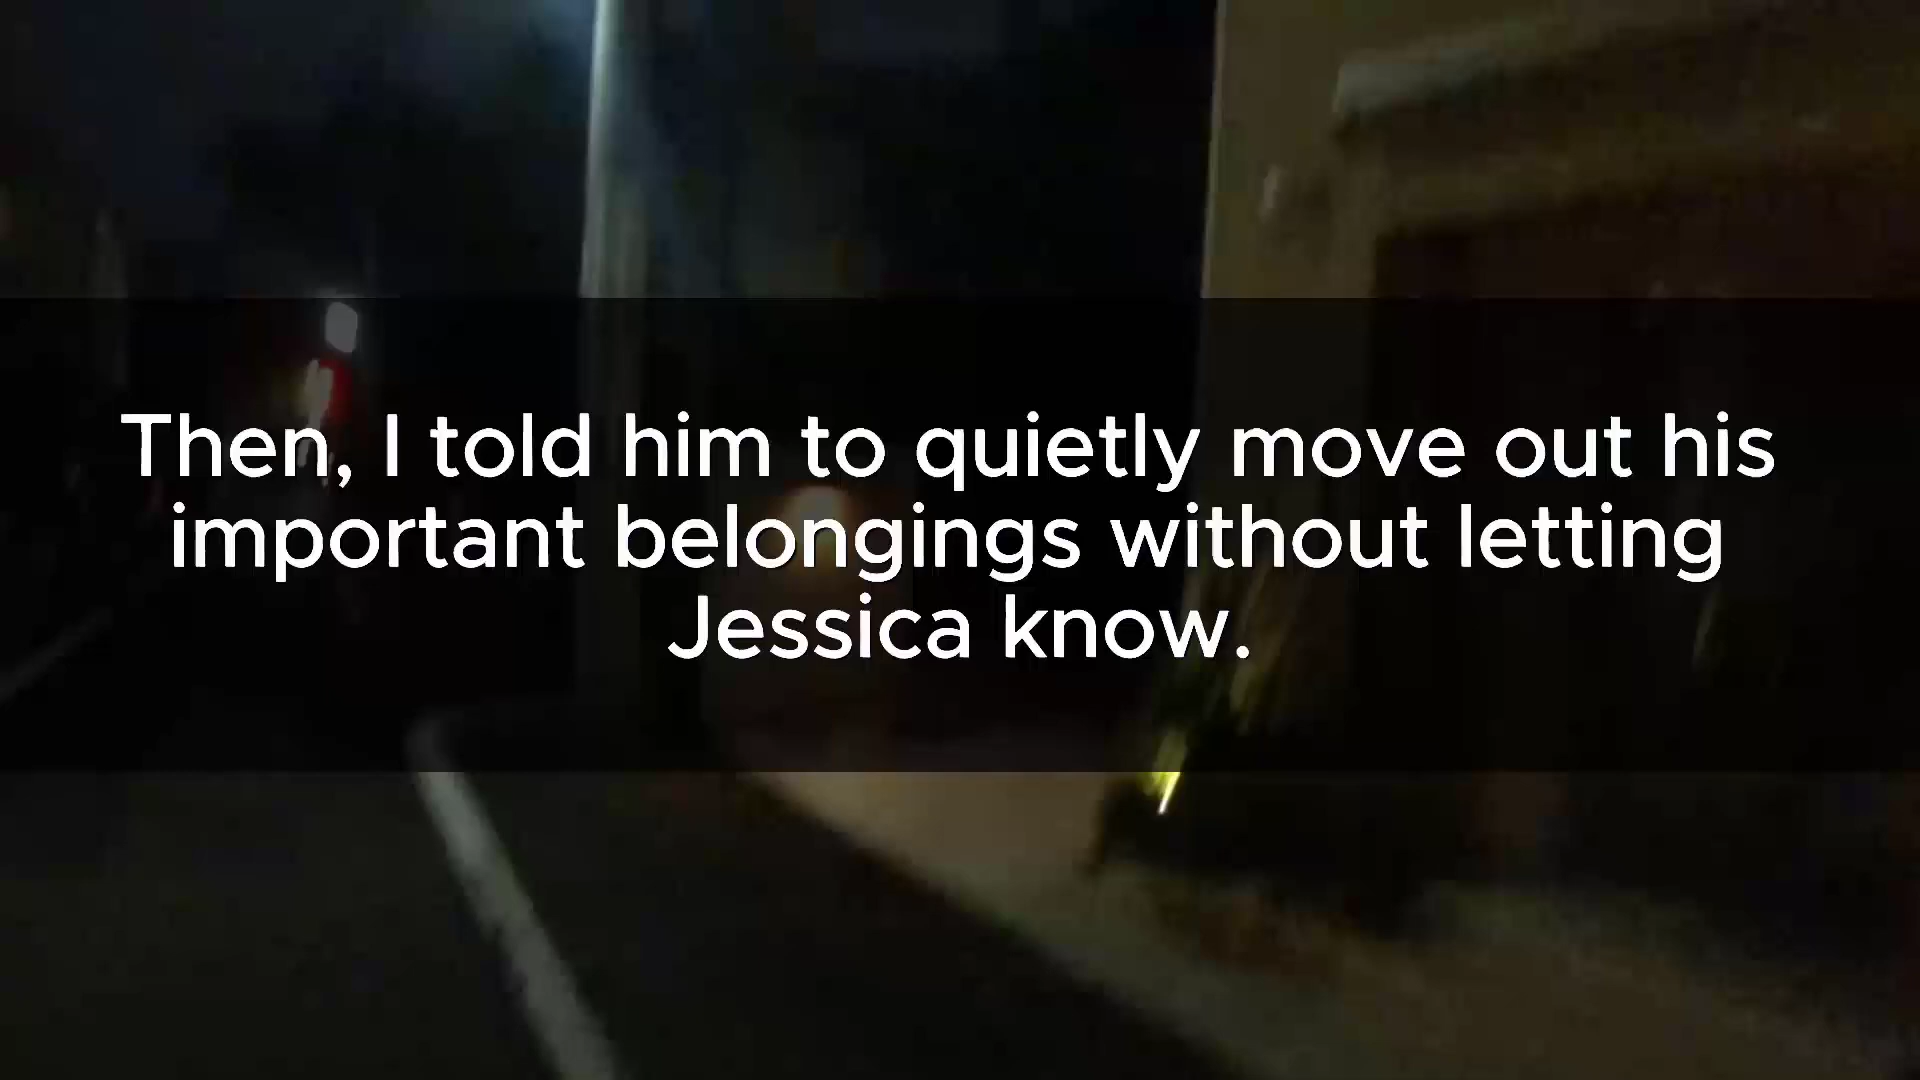 Then, I told him to quietly move out his
important belongings without letting
Jessica know.